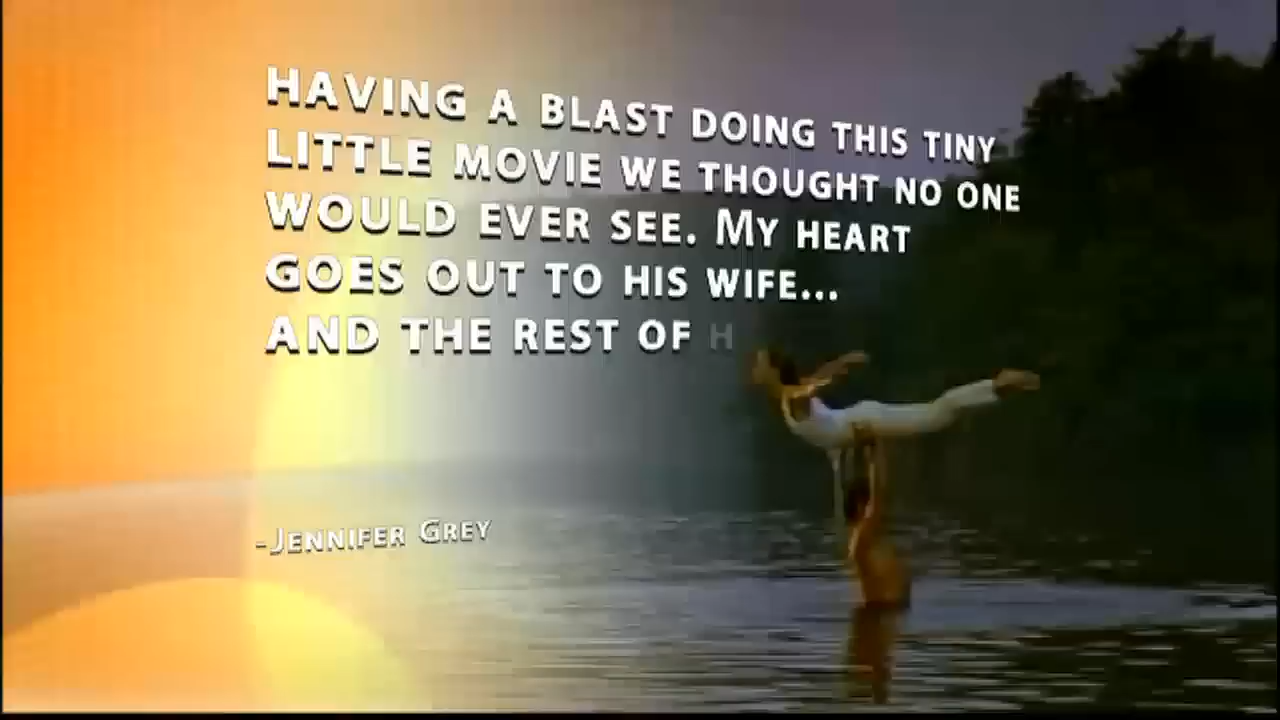 HAVING A BLAST DOING THIS TINY
LITTLE MOVIE WE THOUGHT NO ONE
WOULD EVER SEE. MY HEART
GOES OUT TO HIS WIFE...
AND THE REST OF H
-JENNIFER GREY